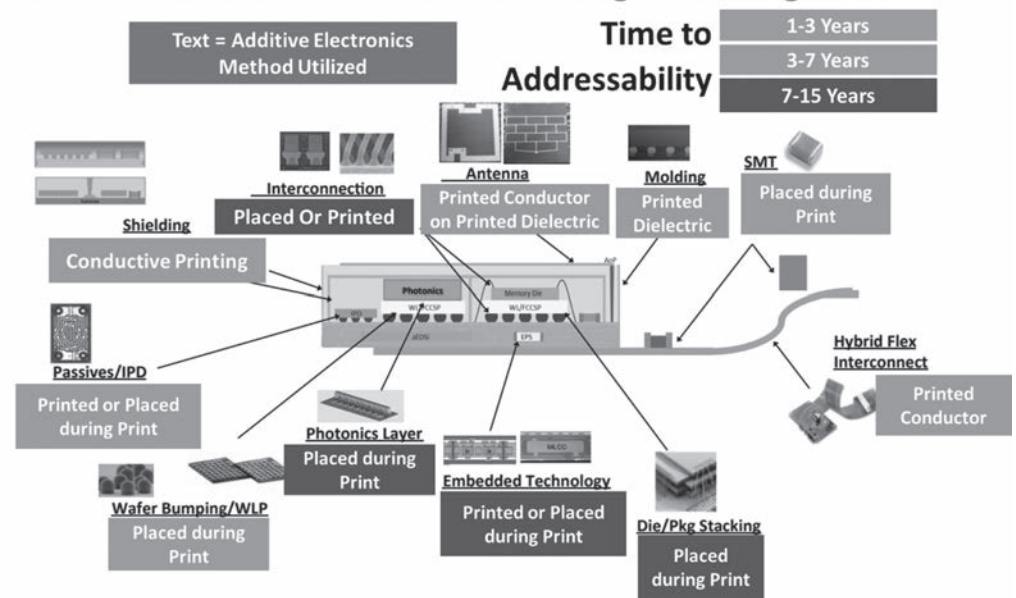 Text = Additive Electronics
Method Utilized
Time to
Addressability
1-3 Years
3-7 Years
7-15 Years
Interconnection
Placed Or Printed
Antenna
Printed Conductor
on Printed Dielectric
Molding
Printed
Dielectric
SMT
Placed during
Print
Shielding
Conductive Printing
AoP
Photonics
Memory Die
WL/FCCSP
IPD
EPS
Passives/IPD
Printed or Placed
during Print
Hybrid Flex
Interconnect
Printed
Conductor
Photonics Layer
Placed during
Print
MLCC
Embedded Technology
Printed or Placed
during Print
Wafer Bumping/WLP
Placed during
Print
Die/Pkg Stacking
Placed
during Print